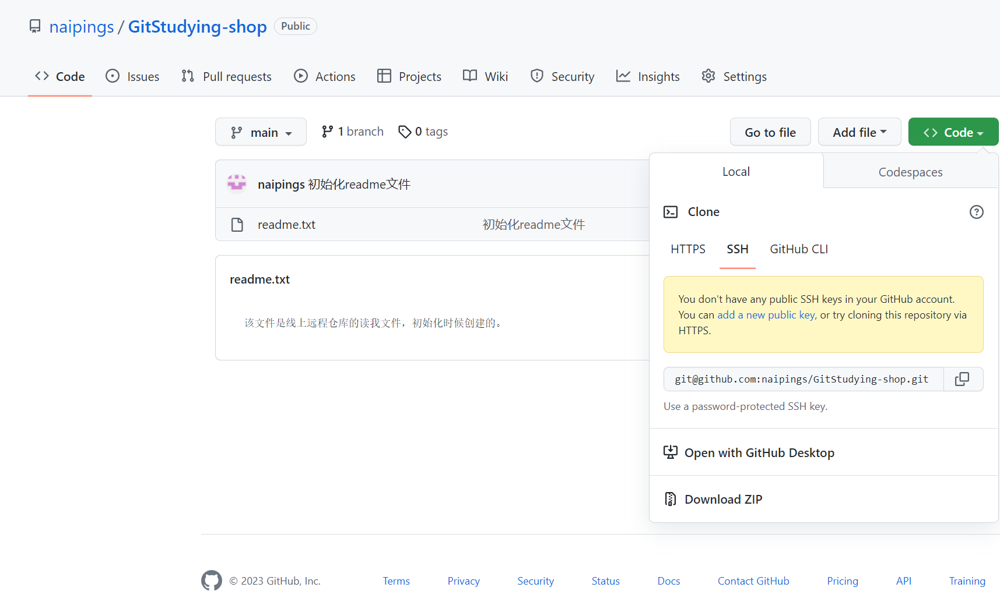 naipings / GitStudying-shop Public
Code Issues Pull requests Actions Projects Wiki Security Insights Settings
main 1 branch 0 tags Go to file Add file Code
naipings 初始化readme文件
readme.txt 初始化readme文件
readme.txt
该文件是线上远程仓库的读我文件，初始化时候创建的。
Local Codespaces
Clone
HTTPS SSH GitHub CLI
You don't have any public SSH keys in your GitHub account.
You can add a new public key, or try cloning this repository via
HTTPS.
git@github.com:naipings/GitStudying-shop.git
Use a password-protected SSH key.
Open with GitHub Desktop
Download ZIP
© 2023 GitHub, Inc. Terms Privacy Security Status Docs Contact GitHub Pricing API Training